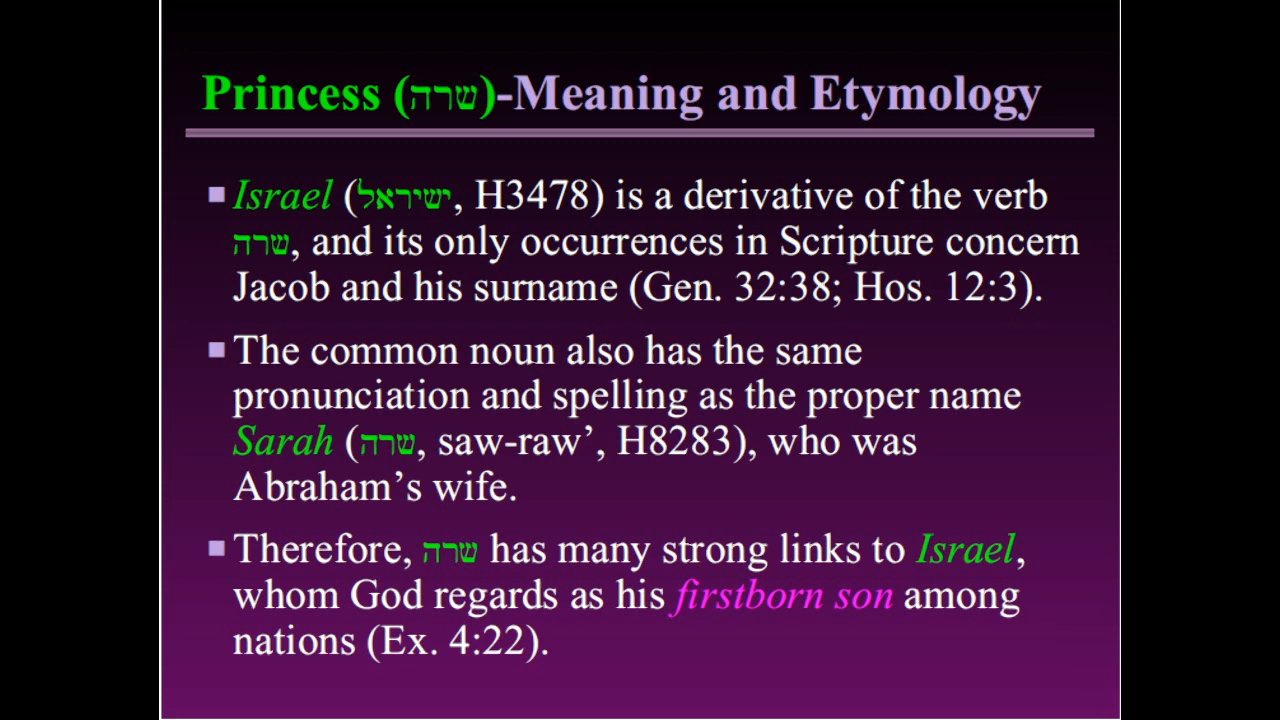 Princess (שרה)-Meaning and Etymology
Israel (ישיראל, H3478) is a derivative of the verb
שרה, and its only occurrences in Scripture concern
Jacob and his surname (Gen. 32:38; Hos. 12:3).
The common noun also has the same
pronunciation and spelling as the proper name
Sarah (שרה, saw-raw’, H8283), who was
Abraham’s wife.
Therefore, שרה has many strong links to Israel,
whom God regards as his firstborn son among
nations (Ex. 4:22).